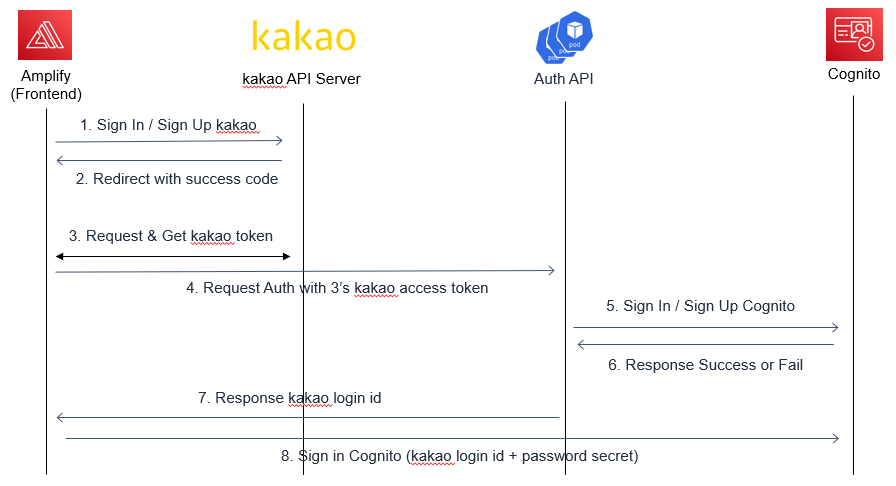 kakao
Amplify
(Frontend)
kakao API Server
pod
pod
pod
Auth API
Cognito
1. Sign In / Sign Up kakao
2. Redirect with success code
3. Request & Get kakao token
4. Request Auth with 3's kakao access token
5. Sign In / Sign Up Cognito
6. Response Success or Fail
7. Response kakao login id
8. Sign in Cognito (kakao login id + password secret)